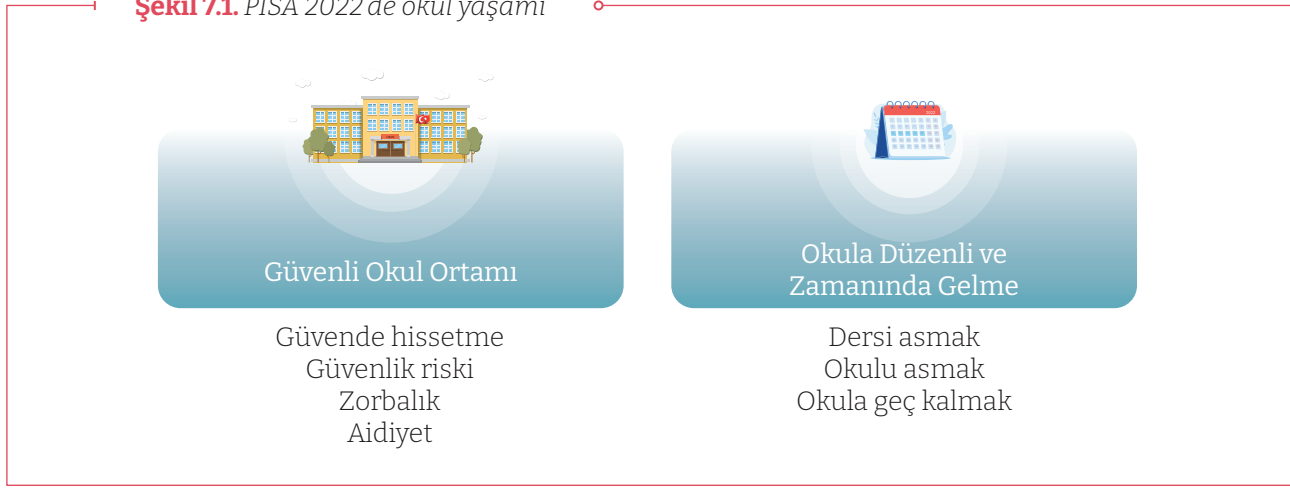 Şekil 7.1. PISA 2022'de okul yaşamı
Güvenli Okul Ortamı
Güvende hissetme
Güvenlik riski
Zorbalık
Aidiyet
Okula Düzenli ve
Zamanında Gelme
Dersi asmak
Okulu asmak
Okula geç kalmak